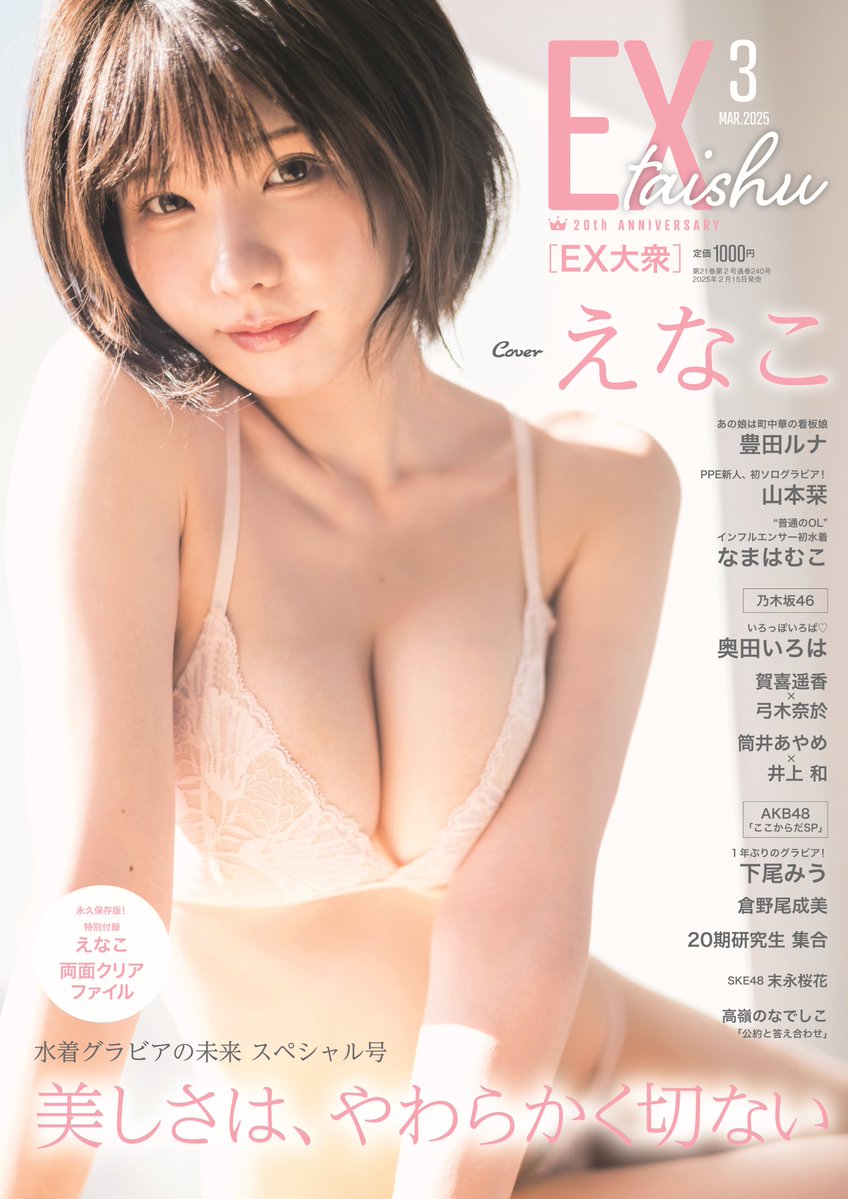 EX
taishu
3
MAR.2025
20th ANNIVERSARY
[EX大衆]
定価1000円
第21巻第2号通巻240号
2025年2月15日発売
Cover えなこ
あの娘は町中華の看板娘
豊田ルナ
PPE新人、初ソログラビア!
山本栞
“普通のOL”
インフルエンサー初水着
なまはむこ
乃木坂46
いろっぽいろは♡
奥田いろは
賀喜遥香
×
弓木奈於
筒井あやめ
×
井上 和
AKB48
「ここからだSP」
1年ぶりのグラビア!
下尾みう
倉野尾成美
20期研究生 集合
SKE48 末永桜花
高嶺のなでしこ
「公約と答え合わせ」
永久保存版!
特別付録
えなこ
両面クリア
ファイル
水着グラビアの未来 スペシャル号
美しさは、やわらかく切ない